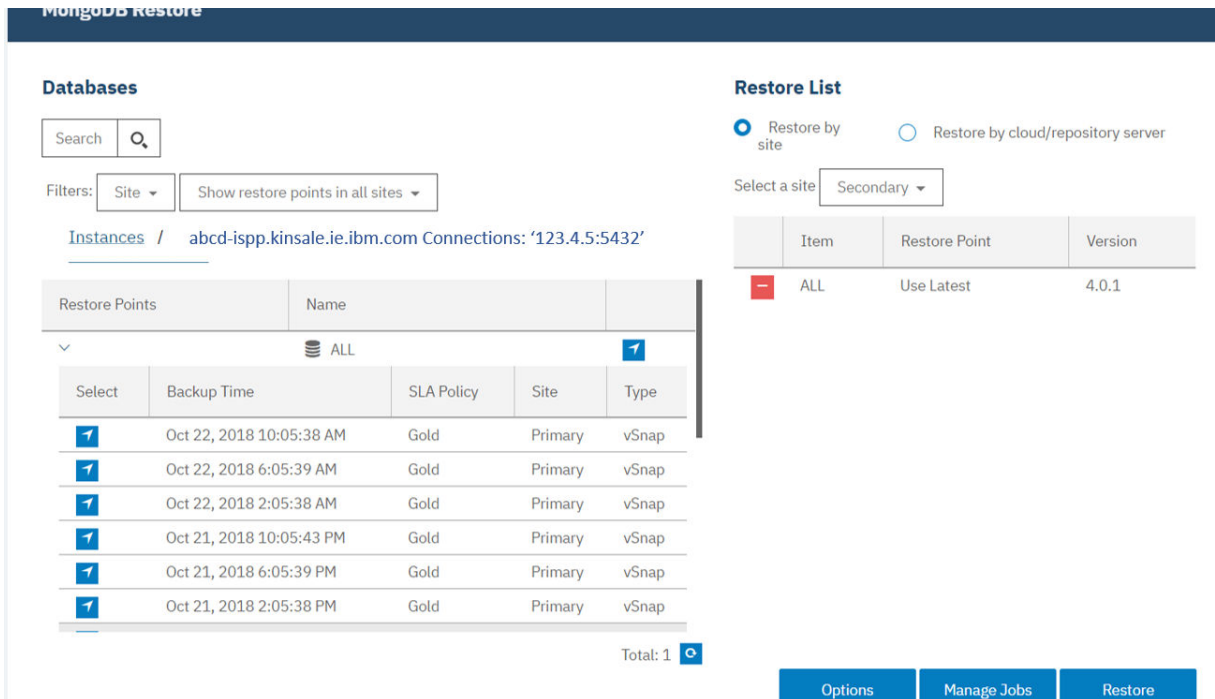 MongoDB Restore
Databases
Search
Filters: Site Show restore points in all sites
Instances / abcd-ispp.kinsale.ie.ibm.com Connections: ‘123.4.5:5432’
Restore Points Name
ALL
Select Backup Time SLA Policy Site Type
Oct 22, 2018 10:05:38 AM Gold Primary vSnap
Oct 22, 2018 6:05:39 AM Gold Primary vSnap
Oct 22, 2018 2:05:38 AM Gold Primary vSnap
Oct 21, 2018 10:05:43 PM Gold Primary vSnap
Oct 21, 2018 6:05:39 PM Gold Primary vSnap
Oct 21, 2018 2:05:38 PM Gold Primary vSnap
Total: 1
Restore List
Restore by
site
Restore by cloud/repository server
Select a site Secondary
Item Restore Point Version
ALL Use Latest 4.0.1
Options Manage Jobs Restore